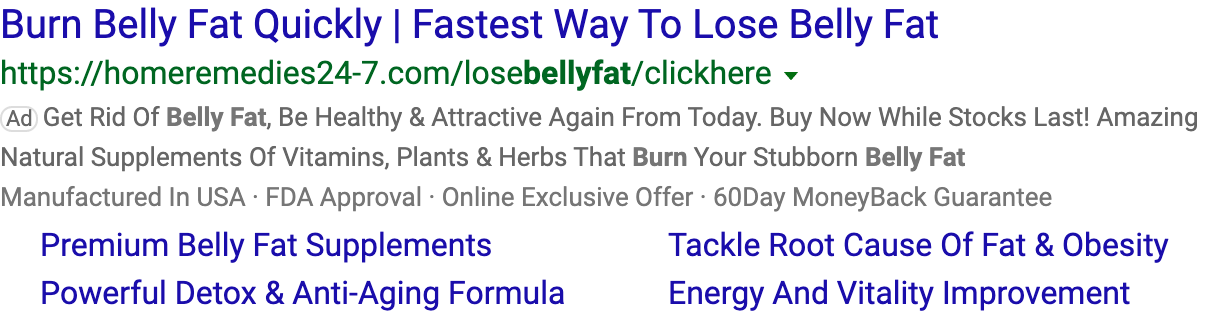 Burn Belly Fat Quickly | Fastest Way To Lose Belly Fat
https://homeremedies24-7.com/losebellyfat/clickhere
Ad Get Rid Of Belly Fat, Be Healthy & Attractive Again From Today. Buy Now While Stocks Last! Amazing
Natural Supplements Of Vitamins, Plants & Herbs That Burn Your Stubborn Belly Fat
Manufactured In USA · FDA Approval · Online Exclusive Offer · 60Day MoneyBack Guarantee
Premium Belly Fat Supplements Tackle Root Cause Of Fat & Obesity
Powerful Detox & Anti-Aging Formula Energy And Vitality Improvement